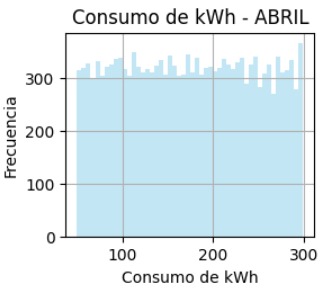 Consumo de kWh - ABRIL
Frecuencia
300
200
100
0
100 200 300
Consumo de kWh